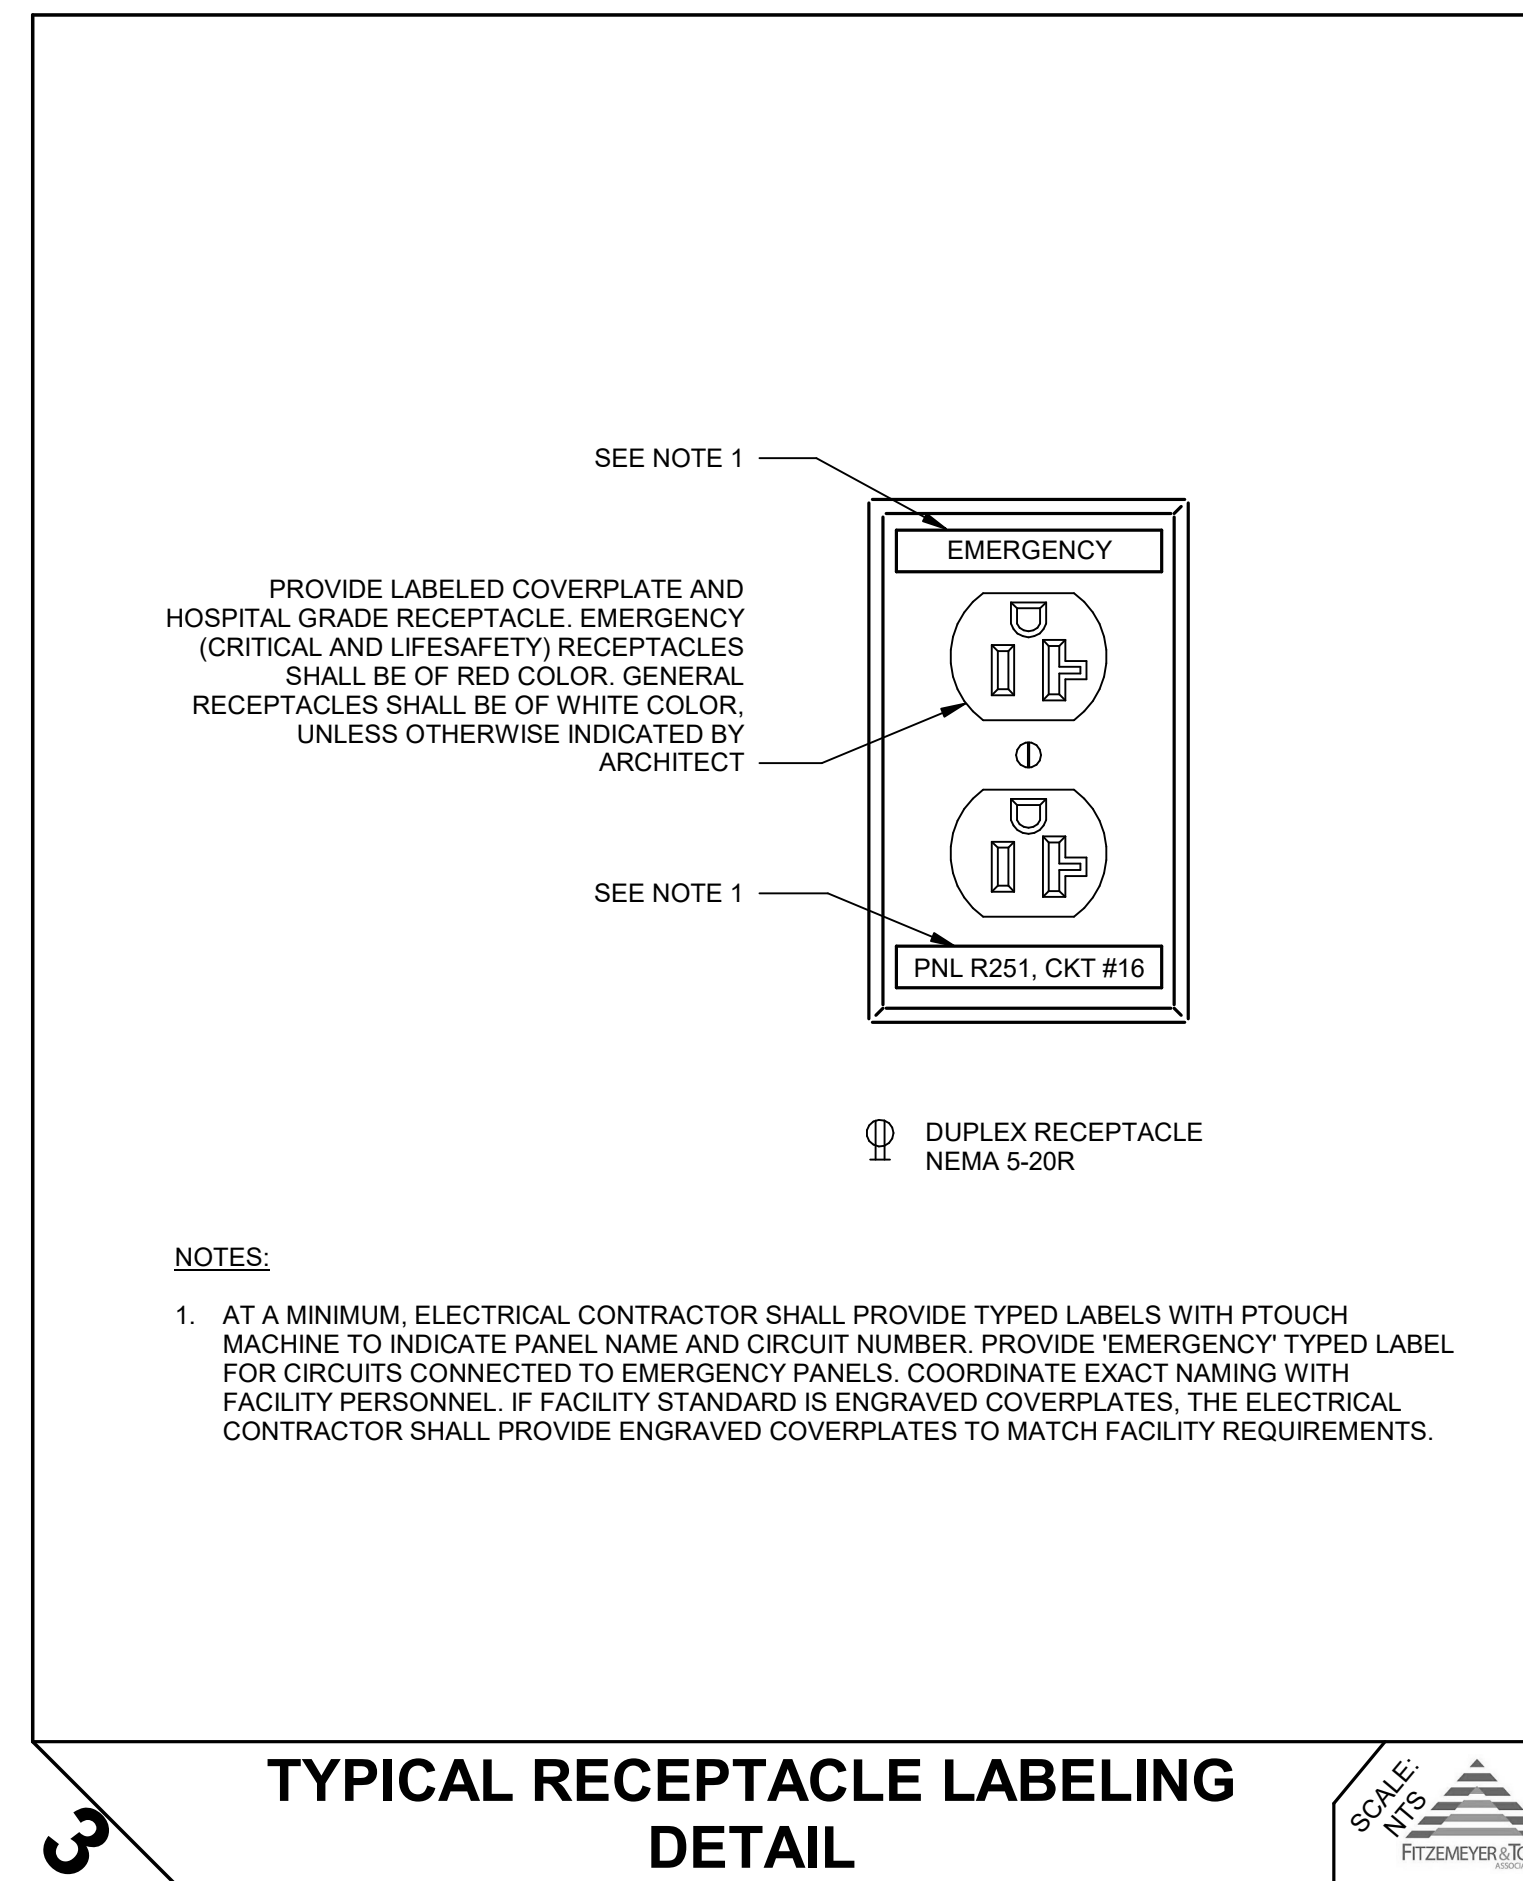 SEE NOTE 1
EMERGENCY
PROVIDE LABELED COVERPLATE AND
HOSPITAL GRADE RECEPTACLE. EMERGENCY
(CRITICAL AND LIFESAFETY) RECEPTACLES
SHALL BE OF RED COLOR. GENERAL
RECEPTACLES SHALL BE OF WHITE COLOR,
UNLESS OTHERWISE INDICATED BY
ARCHITECT
SEE NOTE 1
PNL R251, CKT #16
DUPLEX RECEPTACLE
NEMA 5-20R
NOTES:
1. AT A MINIMUM, ELECTRICAL CONTRACTOR SHALL PROVIDE TYPED LABELS WITH PTOUCH
MACHINE TO INDICATE PANEL NAME AND CIRCUIT NUMBER. PROVIDE 'EMERGENCY' TYPED LABEL
FOR CIRCUITS CONNECTED TO EMERGENCY PANELS. COORDINATE EXACT NAMING WITH
FACILITY PERSONNEL. IF FACILITY STANDARD IS ENGRAVED COVERPLATES, THE ELECTRICAL
CONTRACTOR SHALL PROVIDE ENGRAVED COVERPLATES TO MATCH FACILITY REQUIREMENTS.
3
TYPICAL RECEPTACLE LABELING
DETAIL
SCALE:
NTS
FITZEMEYER &